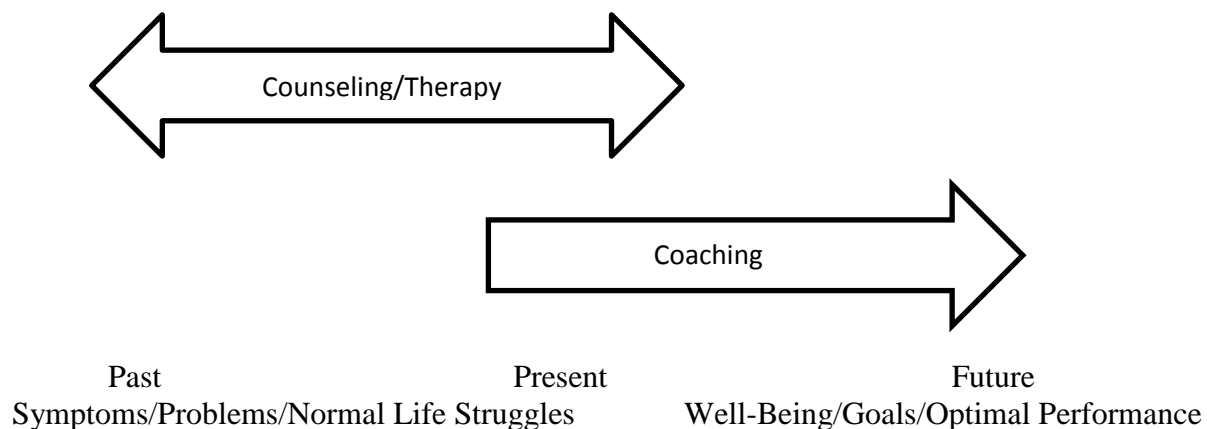 Counseling/Therapy
Coaching
Past Present Future
Symptoms/Problems/Normal Life Struggles Well-Being/Goals/Optimal Performance